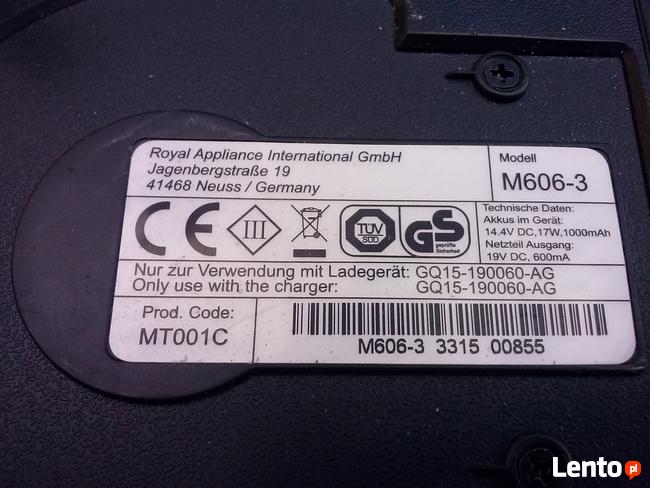 Royal Appliance International GmbH
Jagenbergstraße 19
41468 Neuss / Germany
Modell
M606-3
CE
III
TÜV
SÜD
GS
geprüfte
Sicherheit
Technische Daten:
Akkus im Gerät:
14.4V DC,17W,1000mAh
Netzteil Ausgang:
19V DC, 600mA
Nur zur Verwendung mit Ladegerät: GQ15-190060-AG
Only use with the charger: GQ15-190060-AG
Prod. Code:
MT001C
M606-3 3315 00855
Lento.pl